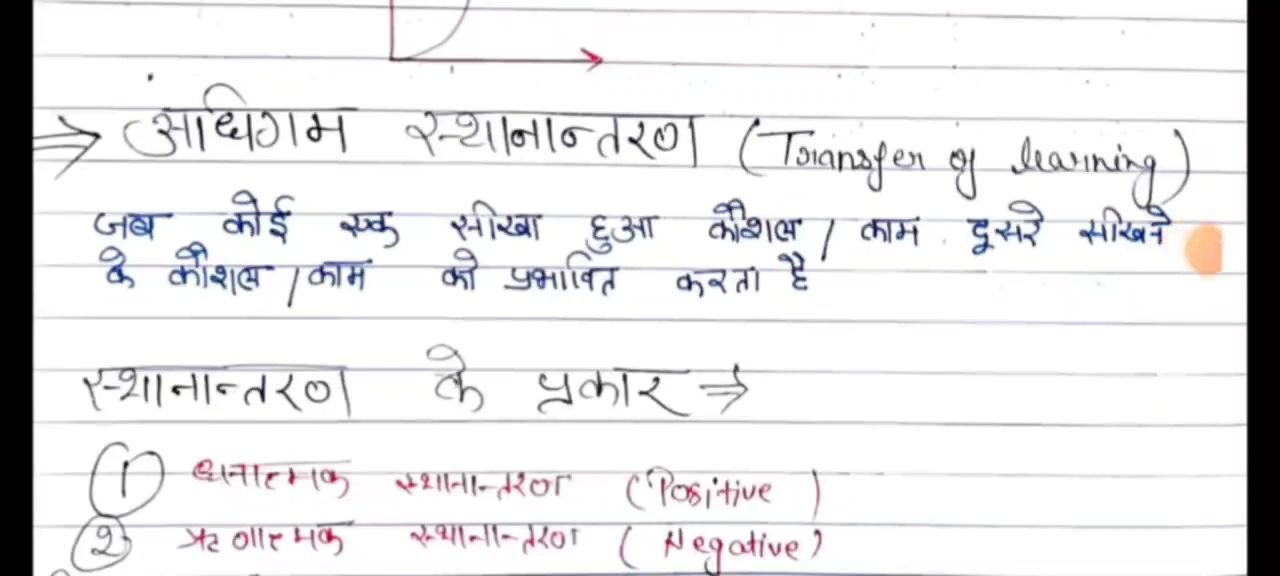 ⇒ अधिगम स्थानान्तरण (Transfer of learning)
जब कोई एक सीखा हुआ कौशल / काम दूसरे सीखने
के कौशल / काम को प्रभावित करता है
स्थानान्तरण के प्रकार ⇒
① धनात्मक स्थानान्तरण (Positive)
② ऋणात्मक स्थानान्तरण (Negative)